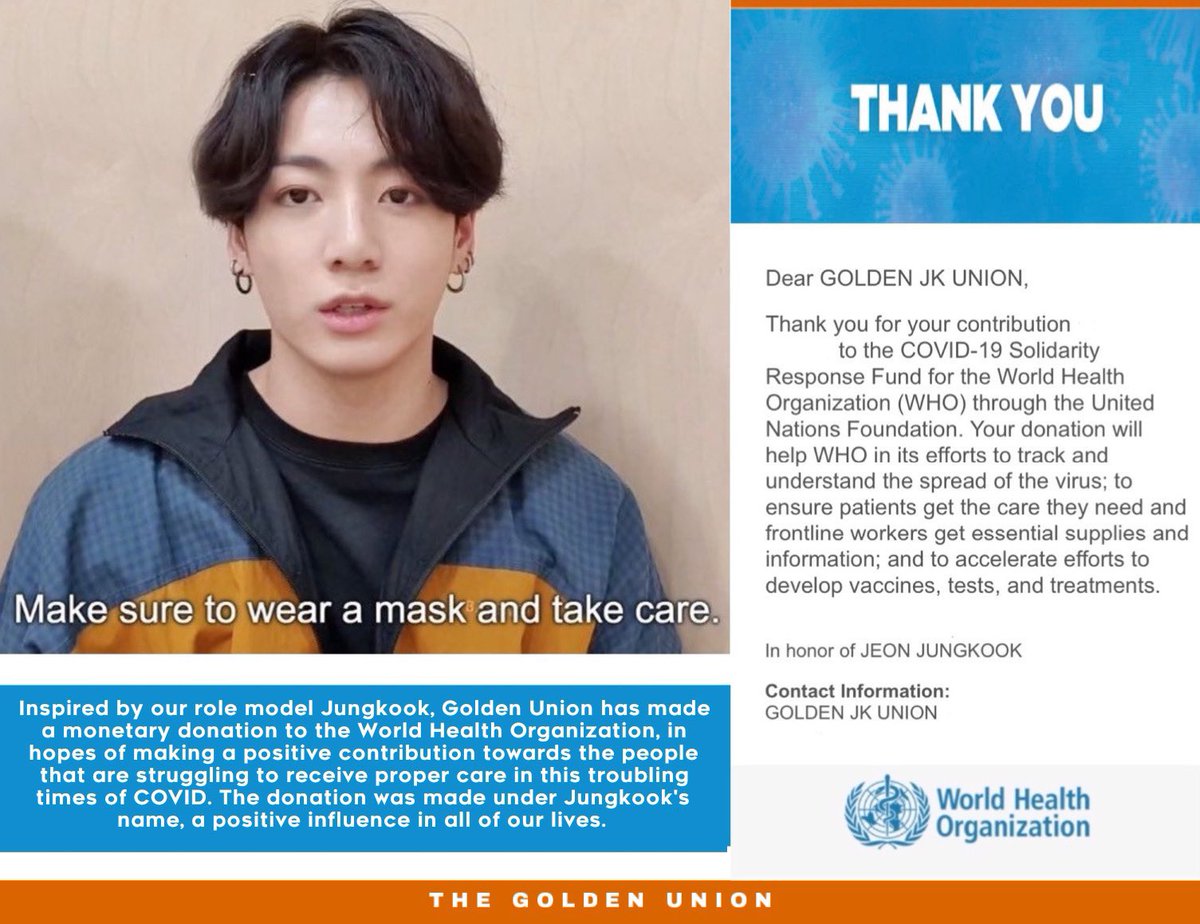 Make sure to wear a mask and take care.
Inspired by our role model Jungkook, Golden Union has made
a monetary donation to the World Health Organization, in
hopes of making a positive contribution towards the people
that are struggling to receive proper care in this troubling
times of COVID. The donation was made under Jungkook's
name, a positive influence in all of our lives.
THANK YOU
Dear GOLDEN JK UNION,
Thank you for your contribution
to the COVID-19 Solidarity
Response Fund for the World Health
Organization (WHO) through the United
Nations Foundation. Your donation will
help WHO in its efforts to track and
understand the spread of the virus; to
ensure patients get the care they need and
frontline workers get essential supplies and
information; and to accelerate efforts to
develop vaccines, tests, and treatments.
In honor of JEON JUNGKOOK
Contact Information:
GOLDEN JK UNION
World Health
Organization
THE GOLDEN UNION